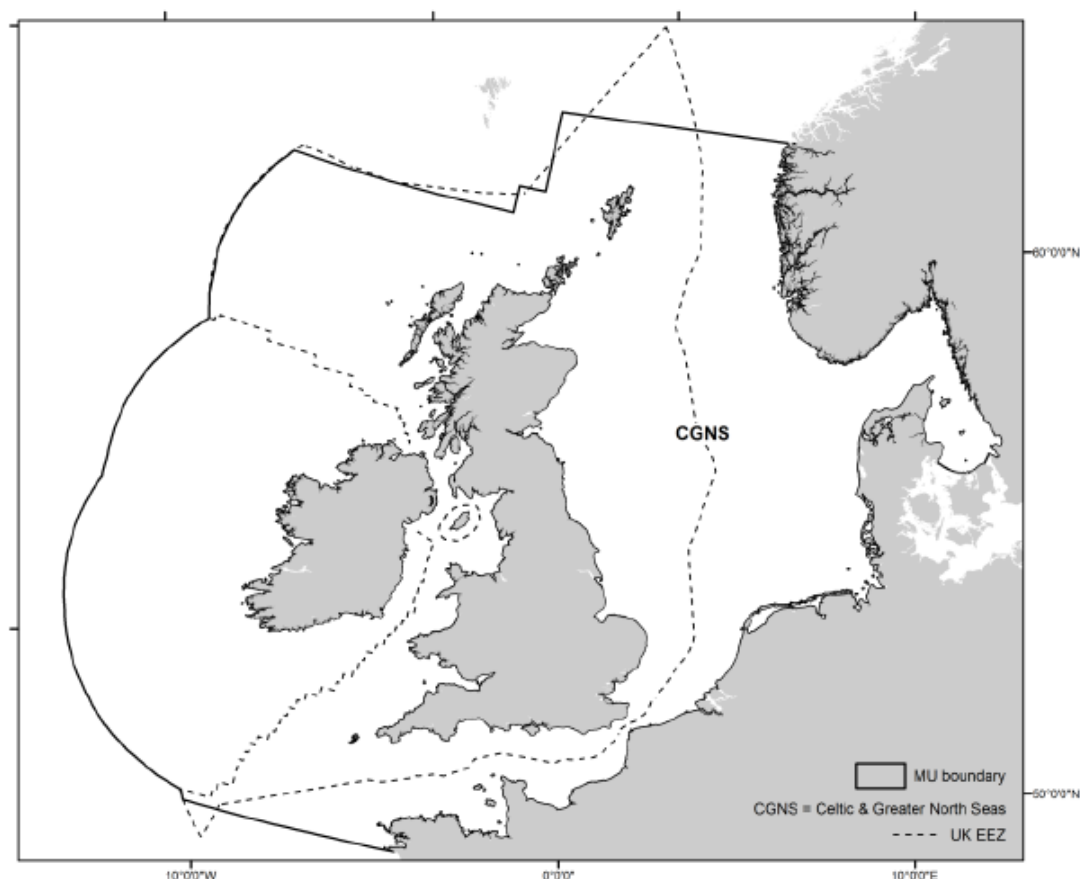 60°0'0"N
CGNS
MU boundary
CGNS = Celtic & Greater North Seas
50°0'0"N
UK EEZ
10°0'0"W
0°0'0"
10°0'0"E